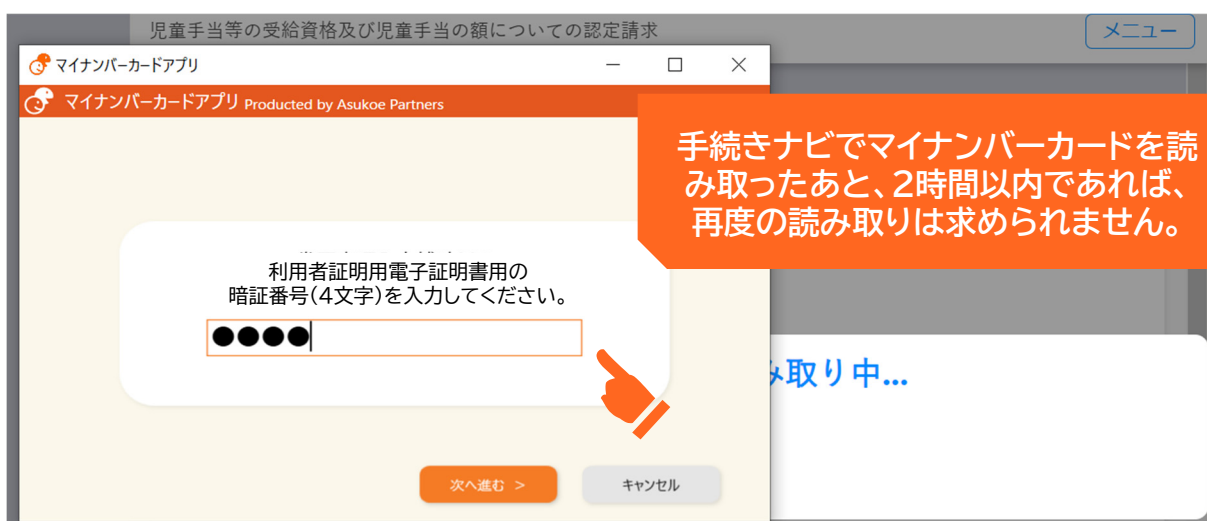 児童手当等の受給資格及び児童手当の額についての認定請求
メニュー
マイナンバーカードアプリ
マイナンバーカードアプリ Producted by Asukoe Partners
手続きナビでマイナンバーカードを読
み取ったあと、2時間以内であれば、
再度の読み取りは求められません。
利用者証明用電子証明書用の
暗証番号(4文字)を入力してください。
●●●●
み取り中...
次へ進む >
キャンセル